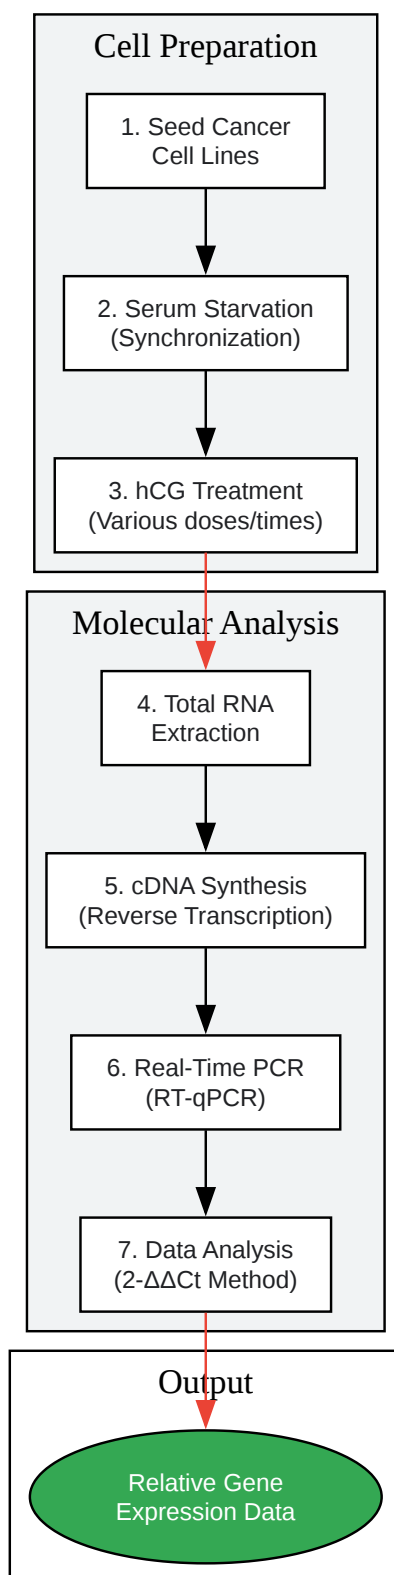 Cell Preparation
1. Seed Cancer
Cell Lines
2. Serum Starvation
(Synchronization)
3. hCG Treatment
(Various doses/times)
Molecular Analysis
4. Total RNA
Extraction
5. cDNA Synthesis
(Reverse Transcription)
6. Real-Time PCR
(RT-qPCR)
7. Data Analysis
(2-ΔΔCt Method)
Output
Relative Gene
Expression Data